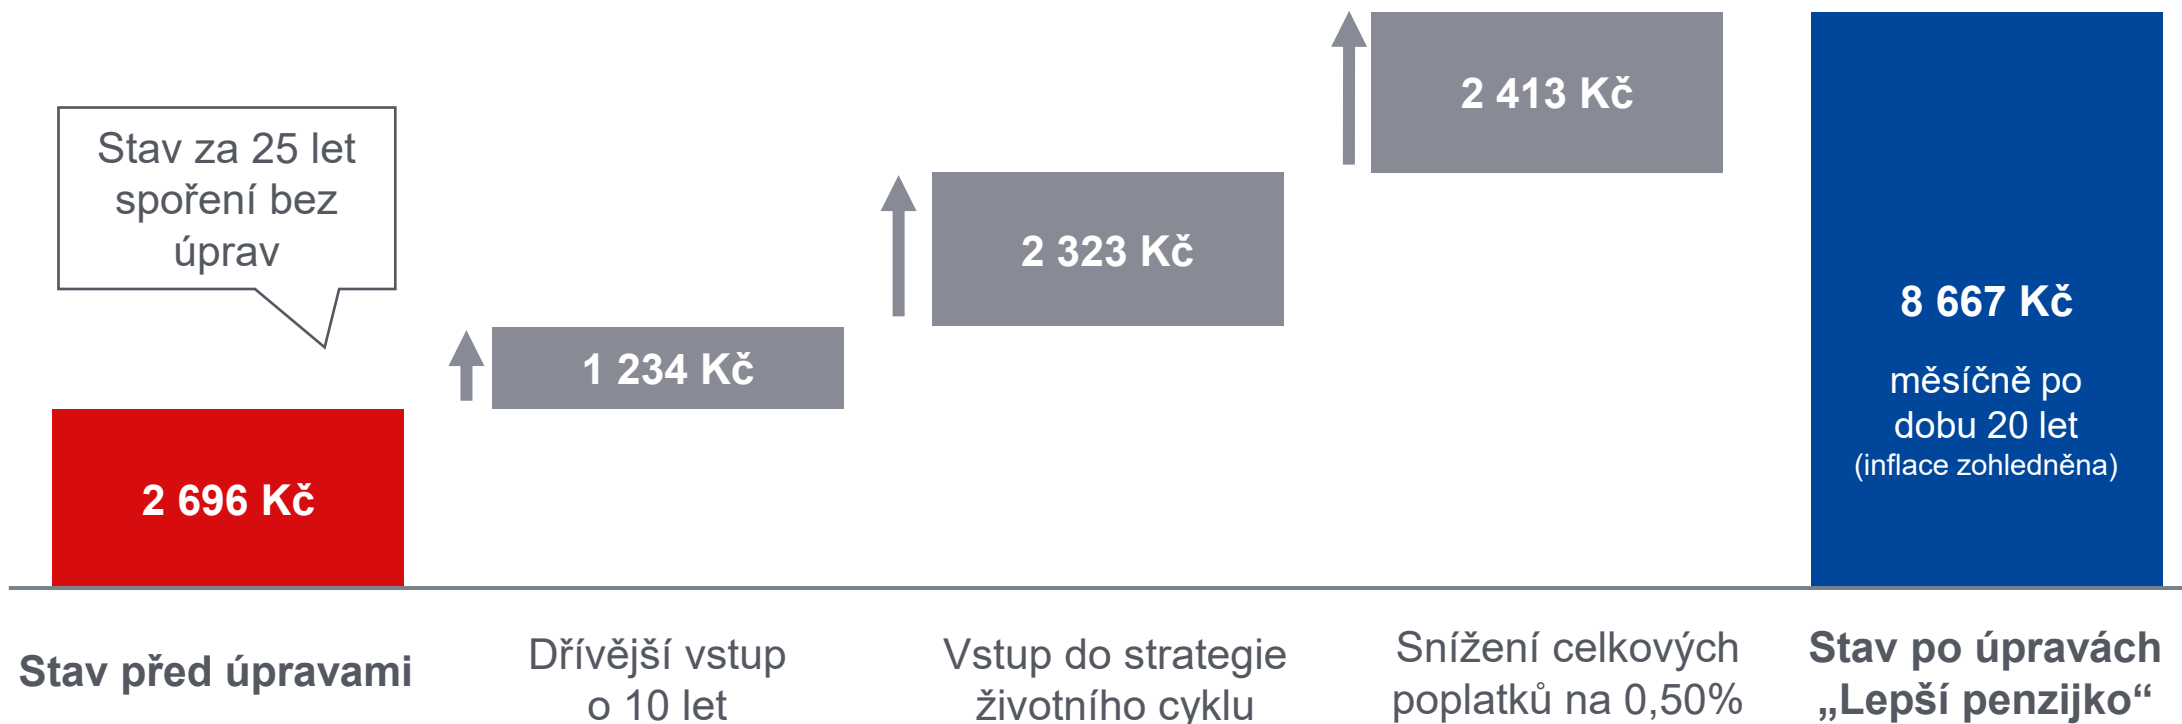 Stav za 25 let
spoření bez
úprav
2 696 Kč
1 234 Kč
2 323 Kč
2 413 Kč
8 667 Kč
měsíčně po
dobu 20 let
(inflace zohledněna)
Stav před úpravami
Dřívější vstup
o 10 let
Vstup do strategie
životního cyklu
Snížení celkových
poplatků na 0,50%
Stav po úpravách
„Lepší penzijko“